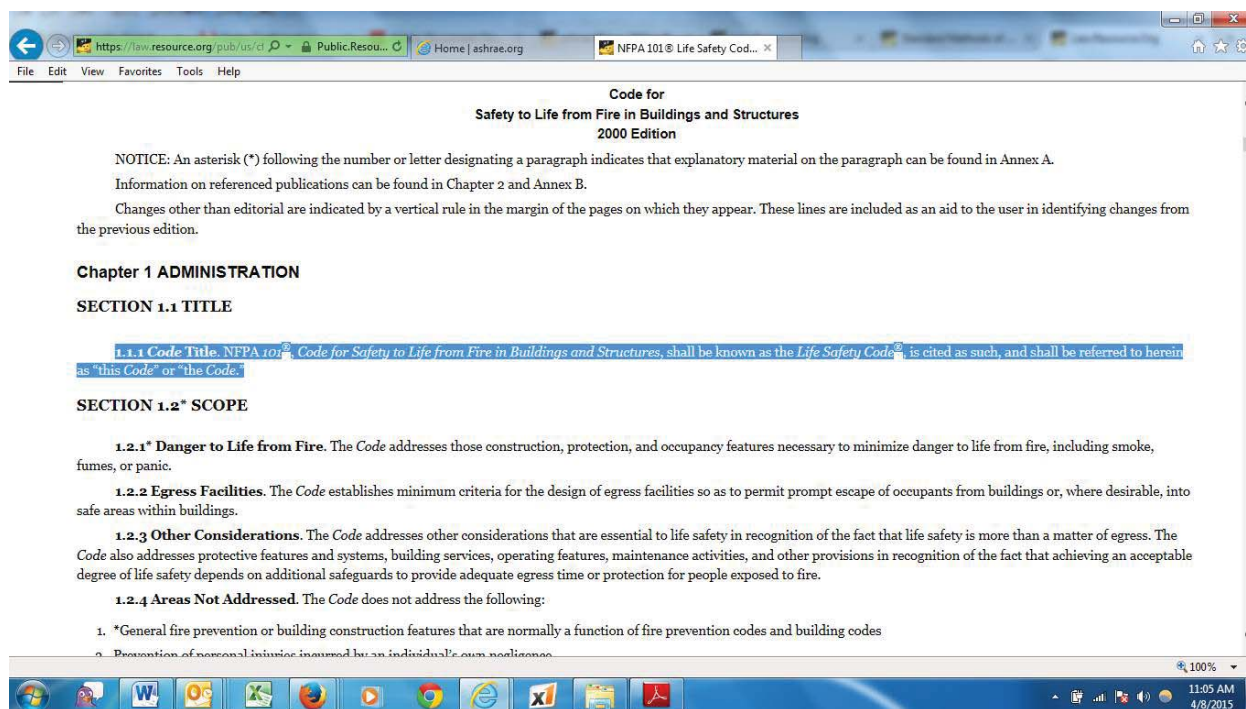 https://law.resource.org/pub/us/cf
Public.Resou...
Home | ashrae.org
NFPA 101® Life Safety Cod...
File Edit View Favorites Tools Help
Code for
Safety to Life from Fire in Buildings and Structures
2000 Edition
NOTICE: An asterisk (*) following the number or letter designating a paragraph indicates that explanatory material on the paragraph can be found in Annex A.
Information on referenced publications can be found in Chapter 2 and Annex B.
Changes other than editorial are indicated by a vertical rule in the margin of the pages on which they appear. These lines are included as an aid to the user in identifying changes from
the previous edition.
Chapter 1 ADMINISTRATION
SECTION 1.1 TITLE
1.1.1 Code Title. NFPA 101®, Code for Safety to Life from Fire in Buildings and Structures, shall be known as the Life Safety Code®, is cited as such, and shall be referred to herein
as "this Code" or "the Code."
SECTION 1.2* SCOPE
1.2.1* Danger to Life from Fire. The Code addresses those construction, protection, and occupancy features necessary to minimize danger to life from fire, including smoke,
fumes, or panic.
1.2.2 Egress Facilities. The Code establishes minimum criteria for the design of egress facilities so as to permit prompt escape of occupants from buildings or, where desirable, into
safe areas within buildings.
1.2.3 Other Considerations. The Code addresses other considerations that are essential to life safety in recognition of the fact that life safety is more than a matter of egress. The
Code also addresses protective features and systems, building services, operating features, maintenance activities, and other provisions in recognition of the fact that achieving an acceptable
degree of life safety depends on additional safeguards to provide adequate egress time or protection for people exposed to fire.
1.2.4 Areas Not Addressed. The Code does not address the following:
1. *General fire prevention or building construction features that are normally a function of fire prevention codes and building codes
2. Prevention of personal injuries incurred by an individual's own negligence
100%
11:05 AM
4/8/2015